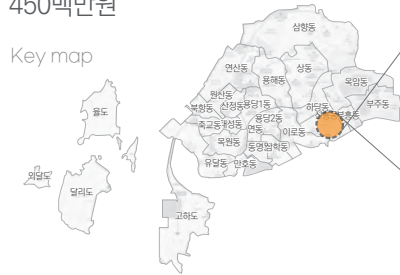 450백만원
Key map
삼향동
연산동
상동
용해동
옥암동
원산동
북항동
산정동
용당1동
하당동
부주동
죽교동
대성동
용당2동
연동
이로동
목원동
동명동
삼학동
유달동
만호동
율도
외달도
달리도
고하도